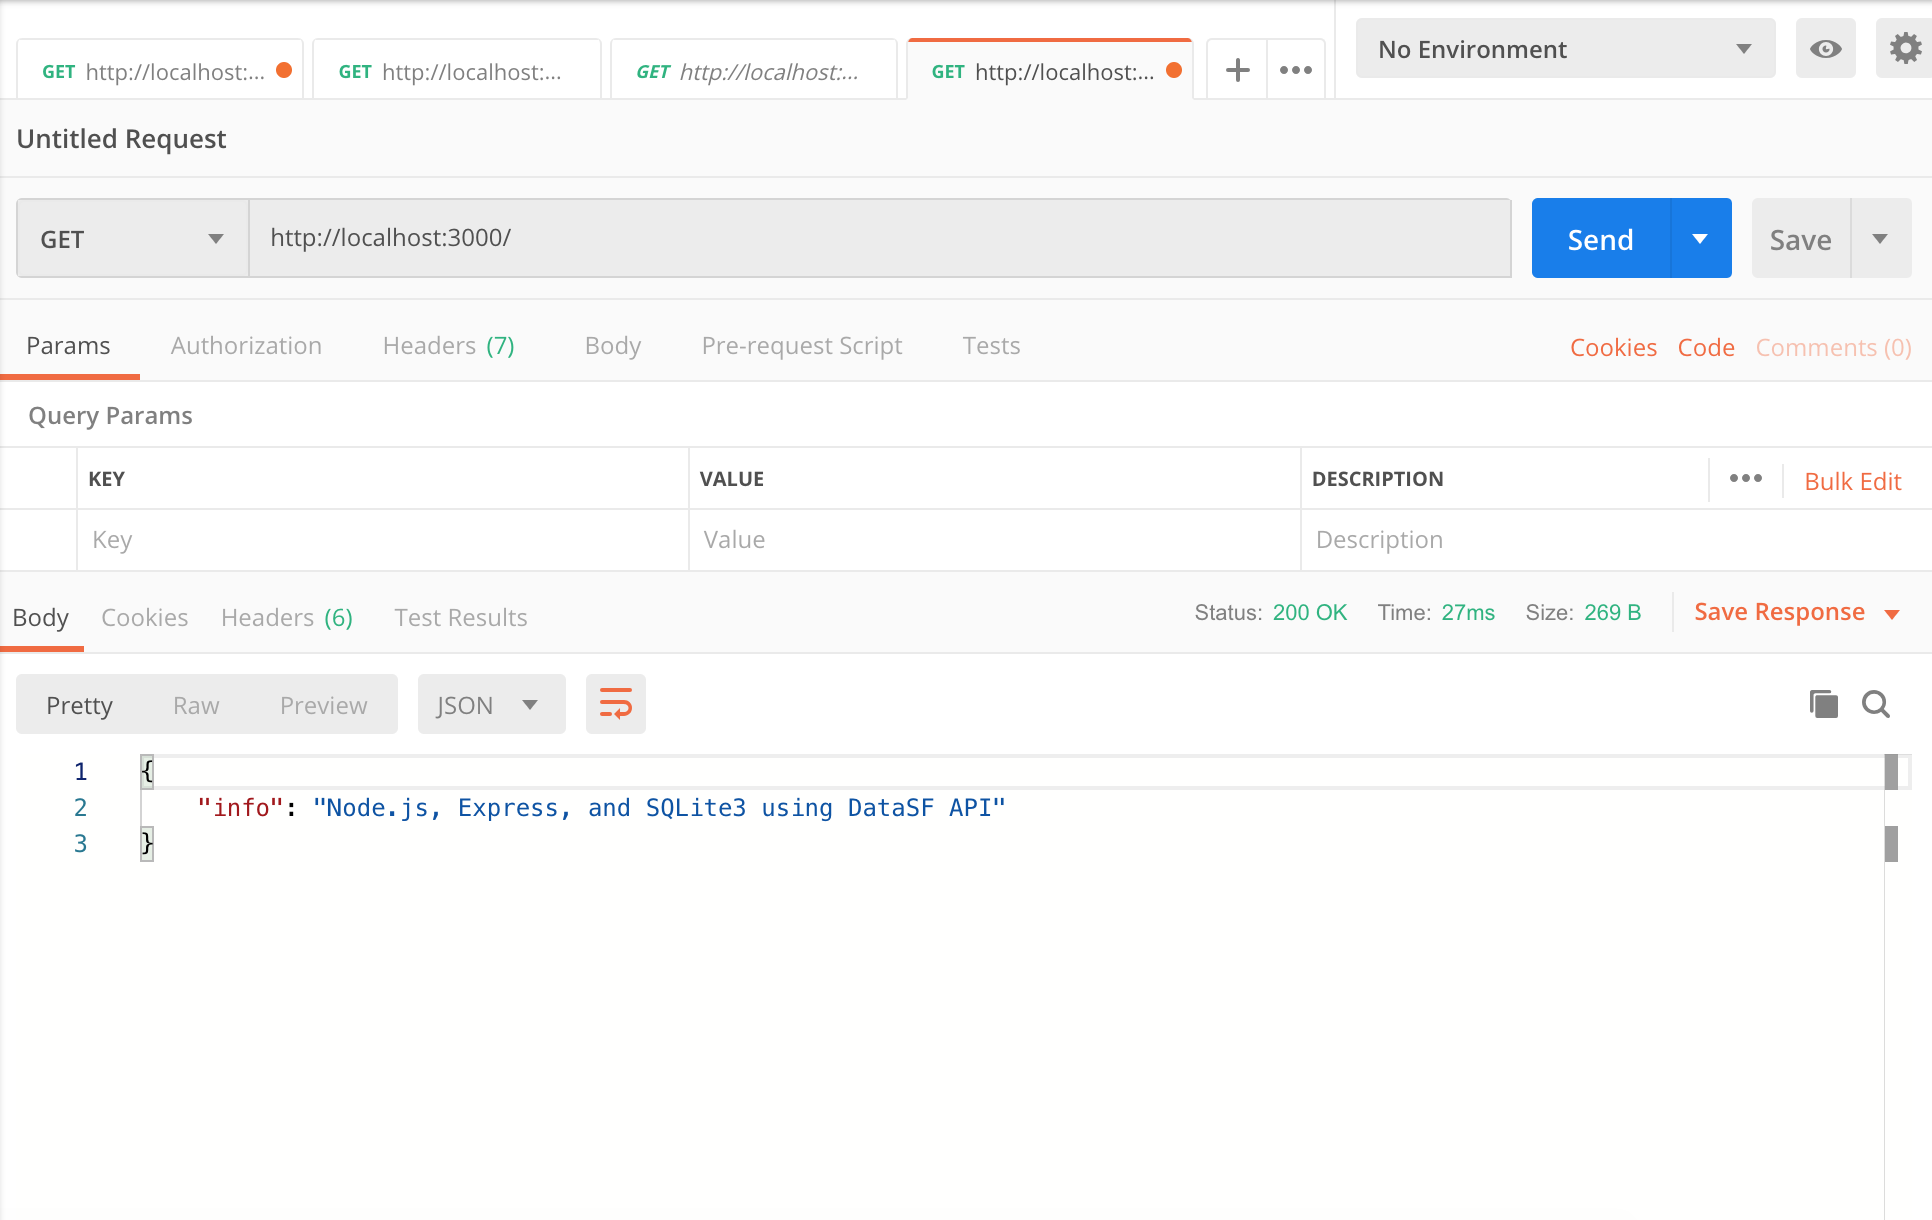 GET http://localhost:... GET http://localhost:... GET http://localhost:... GET http://localhost:... No Environment
Untitled Request
GET http://localhost:3000/ Send Save
Params Authorization Headers (7) Body Pre-request Script Tests Cookies Code Comments (0)
Query Params
KEY VALUE DESCRIPTION Bulk Edit
Key Value Description
Body Cookies Headers (6) Test Results Status: 200 OK Time: 27ms Size: 269 B Save Response
Pretty Raw Preview JSON
1 {
2 "info": "Node.js, Express, and SQLite3 using DataSF API"
3 }